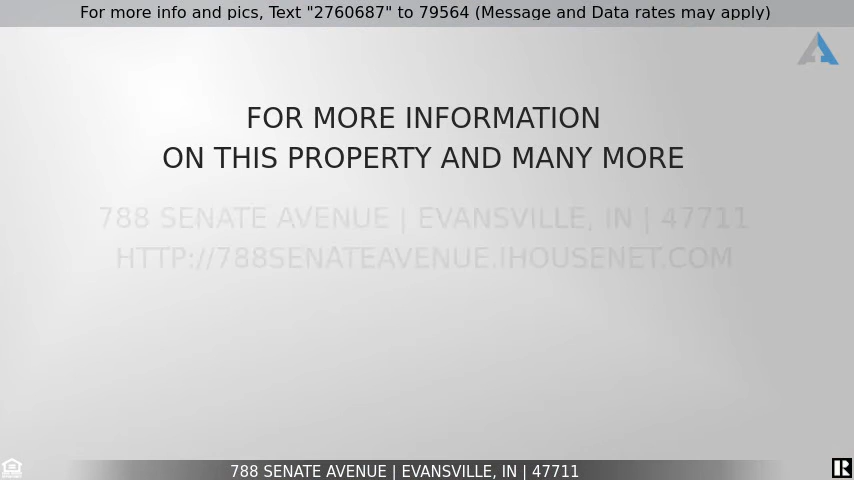 For more info and pics, Text "2760687" to 79564 (Message and Data rates may apply)
FOR MORE INFORMATION
ON THIS PROPERTY AND MANY MORE
788 SENATE AVENUE | EVANSVILLE, IN | 47711
HTTP://788SENATEAVENUE.IHOUSENET.COM
788 SENATE AVENUE | EVANSVILLE, IN | 47711